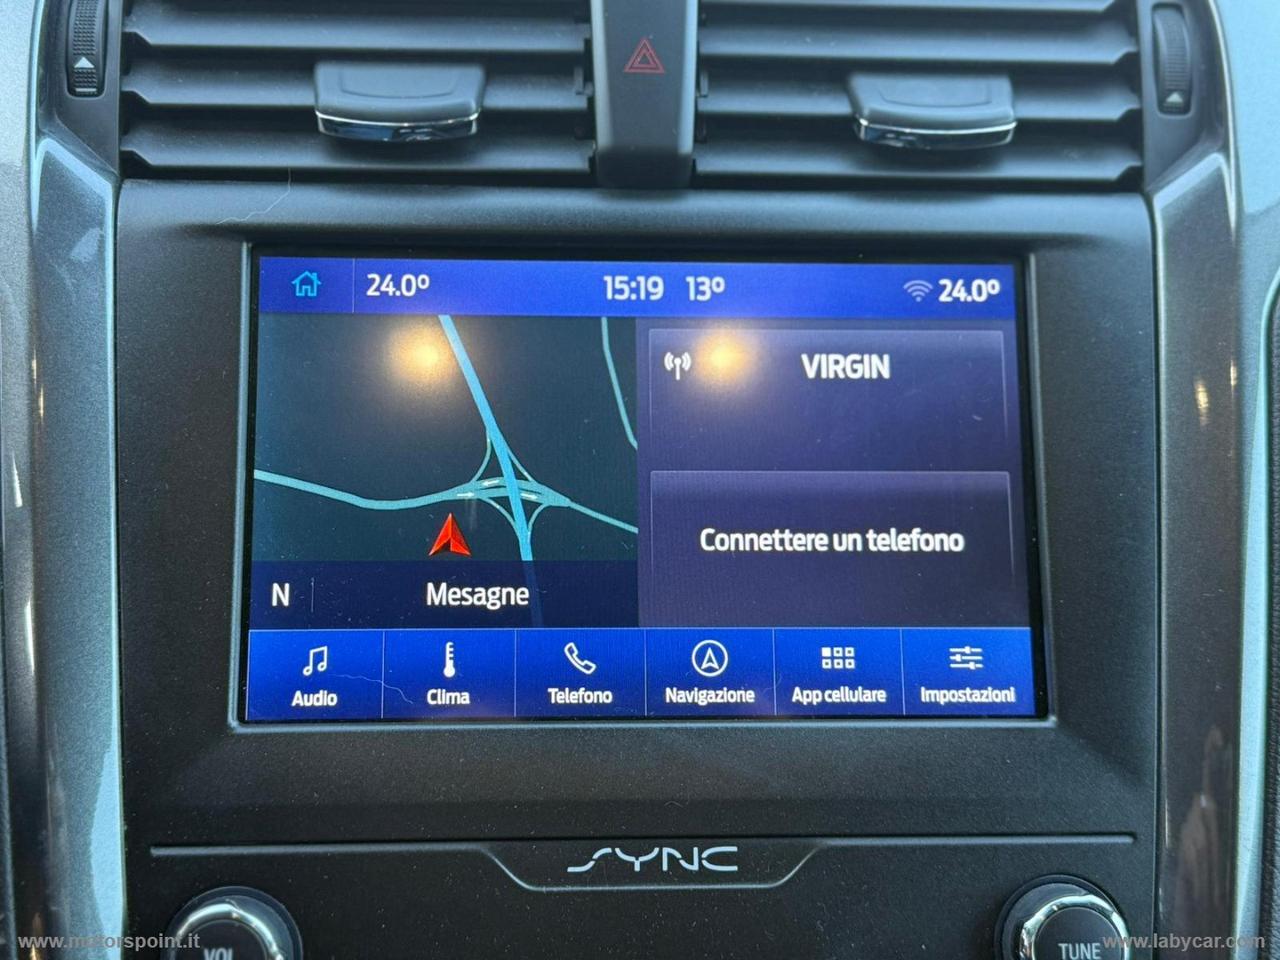 24.0°
15:19 13°
24.0°
VIRGIN
Connettere un telefono
N
Mesagne
Audio
Clima
Telefono
Navigazione
App cellulare
Impostazioni
SYNC
VOL
TUNE
www.motorspoint.it
www.labycar.com